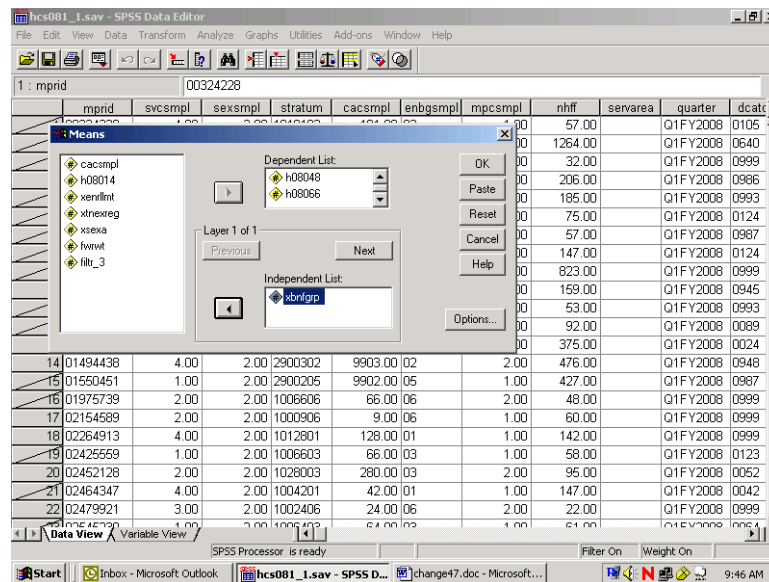 hcs081_1.sav - SPSS Data Editor
File Edit View Data Transform Analyze Graphs Utilities Add-ons Window Help
1 : mprid 00324228
mprid svcsmpl sexsmpl stratum cacsmpl enbgsmpl mpcsmpl nhff servarea quarter dcatc
57.00 Q1FY2008 0105
Means
00 1264.00 Q1FY2008 0640
cacsmpl Dependent List: OK 00 32.00 Q1FY2008 0999
h08014 h08048 00 206.00 Q1FY2008 0986
xenrllmt h08066 Paste 00 185.00 Q1FY2008 0993
xtnexreg Reset 00 75.00 Q1FY2008 0124
xsexa Layer 1 of 1 Cancel 00 57.00 Q1FY2008 0987
fwrwt Previous Next 00 147.00 Q1FY2008 0124
filtr_3 Help 00 823.00 Q1FY2008 0999
Independent List: 00 159.00 Q1FY2008 0945
xbnfgrp 00 53.00 Q1FY2008 0993
Options... 00 92.00 Q1FY2008 0089
00 375.00 Q1FY2008 0024
14 01494438 4.00 2.00 2900302 9903.00 02 2.00 476.00 Q1FY2008 0948
15 01550451 1.00 2.00 2900205 9902.00 05 1.00 427.00 Q1FY2008 0987
16 01975739 2.00 2.00 1006606 66.00 06 2.00 48.00 Q1FY2008 0999
17 02154589 2.00 2.00 1000906 9.00 06 1.00 60.00 Q1FY2008 0999
18 02264913 4.00 2.00 1012801 128.00 01 1.00 142.00 Q1FY2008 0999
19 02425559 1.00 2.00 1006603 66.00 03 1.00 58.00 Q1FY2008 0123
20 02452128 2.00 2.00 1028003 280.00 03 2.00 95.00 Q1FY2008 0052
21 02464347 4.00 2.00 1004201 42.00 01 1.00 147.00 Q1FY2008 0042
22 02479921 3.00 2.00 1002406 24.00 06 2.00 22.00 Q1FY2008 0999
Data View Variable View
SPSS Processor is ready Filter On Weight On
Start Inbox - Microsoft Outlook hcs081_1.sav - SPSS D... change47.doc - Microsoft... 9:46 AM